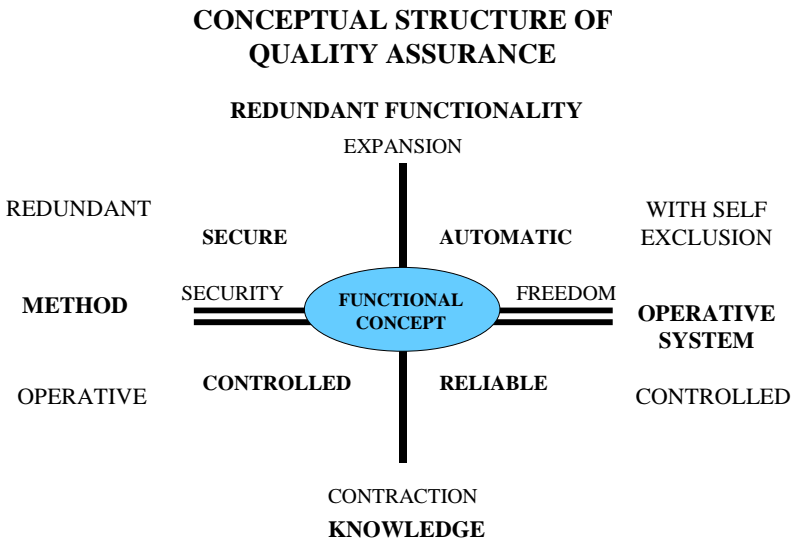 CONCEPTUAL STRUCTURE OF
QUALITY ASSURANCE
REDUNDANT FUNCTIONALITY
EXPANSION
REDUNDANT
WITH SELF
EXCLUSION
SECURE
AUTOMATIC
METHOD
SECURITY
FUNCTIONAL
CONCEPT
FREEDOM
OPERATIVE
SYSTEM
OPERATIVE
CONTROLLED
RELIABLE
CONTROLLED
CONTRACTION
KNOWLEDGE